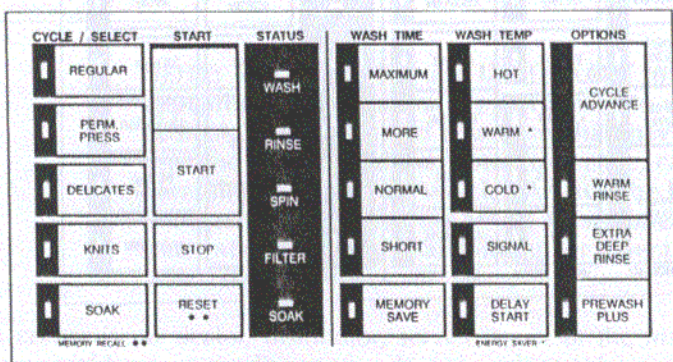 CYCLE / SELECT
START
STATUS
WASH TIME
WASH TEMP
OPTIONS
REGULAR
PERM.
PRESS
DELICATES
KNITS
SOAK
MEMORY RECALL ●●
START
STOP
RESET
●●
WASH
RINSE
SPIN
FILTER
SOAK
MAXIMUM
MORE
NORMAL
SHORT
MEMORY
SAVE
HOT
WARM *
COLD *
SIGNAL
DELAY
START
ENERGY SAVER *
CYCLE
ADVANCE
WARM
RINSE
EXTRA
DEEP
RINSE
PREWASH
PLUS